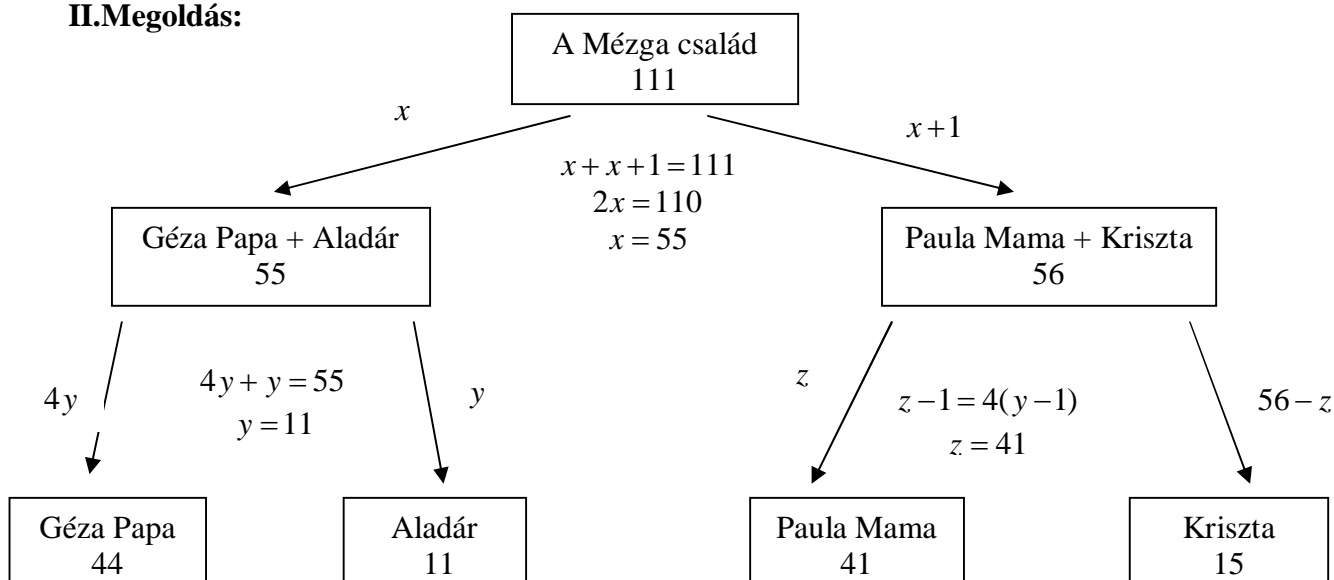 II.Megoldás:
A Mézga család
111
x
x+1
x + x + 1 = 111
2x = 110
x = 55
Géza Papa + Aladár
55
Paula Mama + Kriszta
56
4y
4y + y = 55
y = 11
y
z
z − 1 = 4(y − 1)
z = 41
56 − z
Géza Papa
44
Aladár
11
Paula Mama
41
Kriszta
15